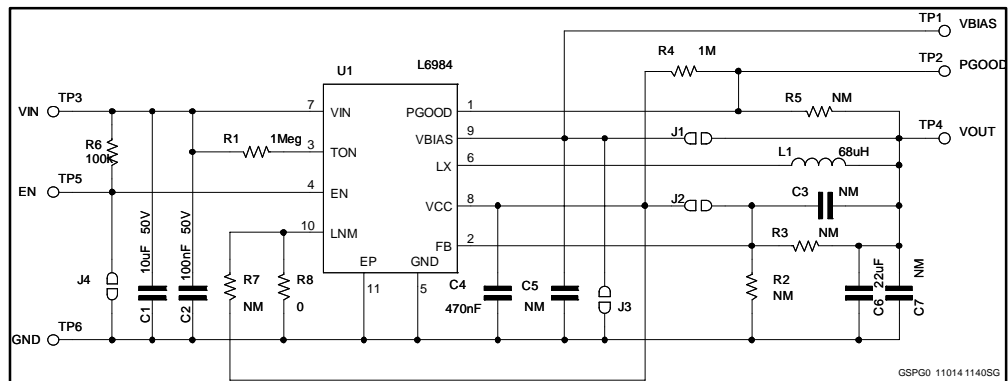 TP1 VBIAS
R4 1M
TP2 PGOOD
U1 L6984
VIN TP3
7 VIN
PGOOD 1
R5 NM
R6
100k
R1 1Meg
3 TON
VBIAS 9
J1
TP4 VOUT
LX 6
L1 68uH
EN TP5
4 EN
VCC 8
J2
C3 NM
10 LNM
FB 2
R3 NM
EP
GND
11
5
J4
C1 10uF 50V
C2 100nF 50V
R7
NM
R8
0
C4
470nF
C5
NM
J3
R2
NM
C6 22uF
C7 NM
GND TP6
GSPG0 11014 1140SG